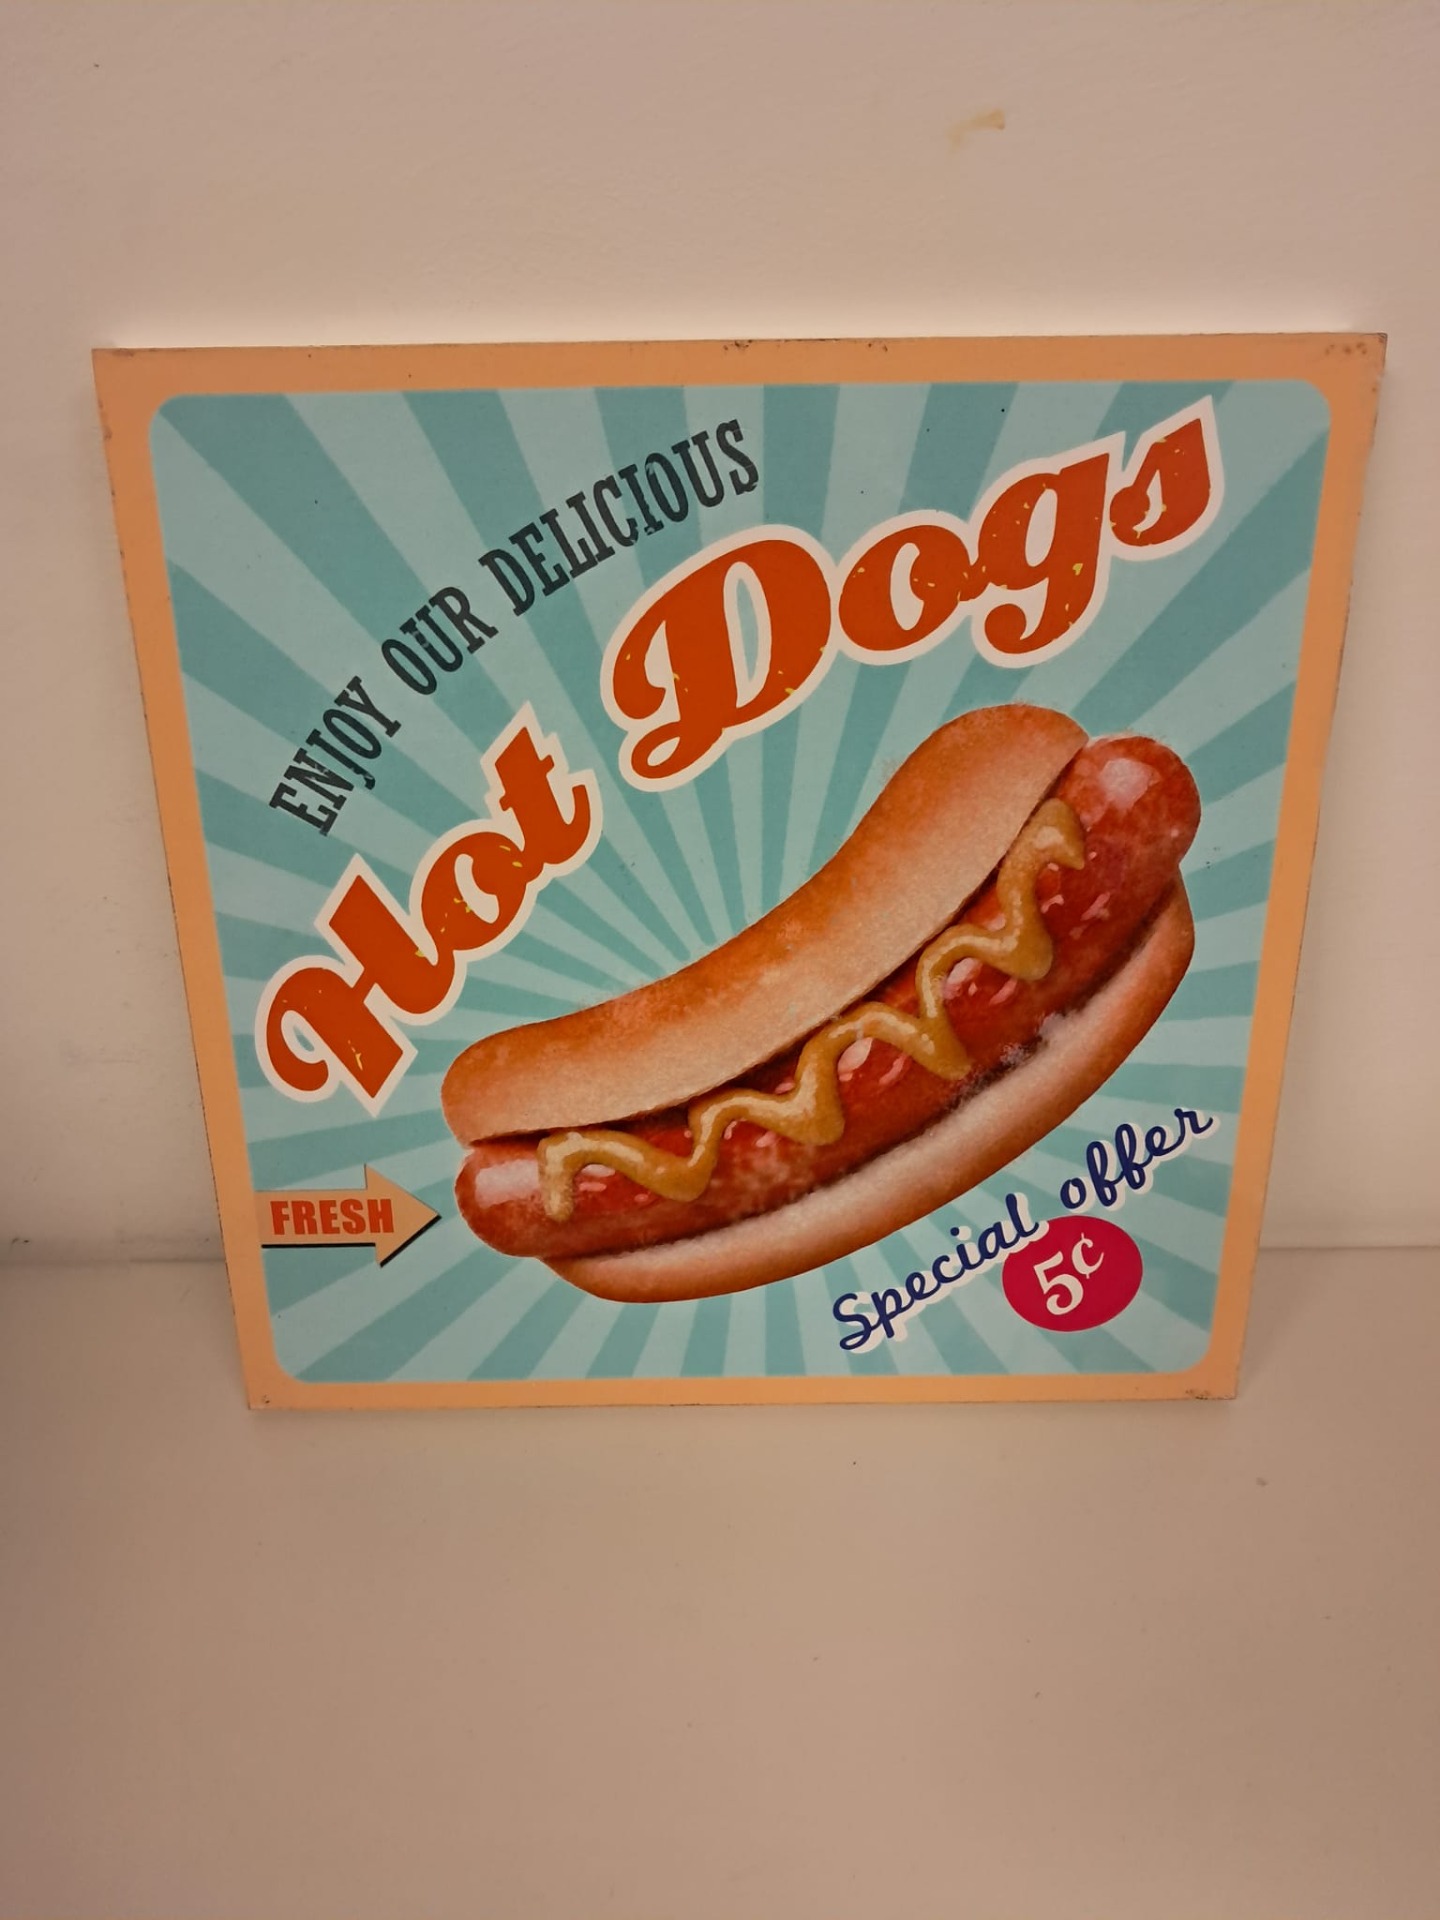 ENJOY OUR DELICIOUS
Hot Dogs
FRESH
Special offer
5¢